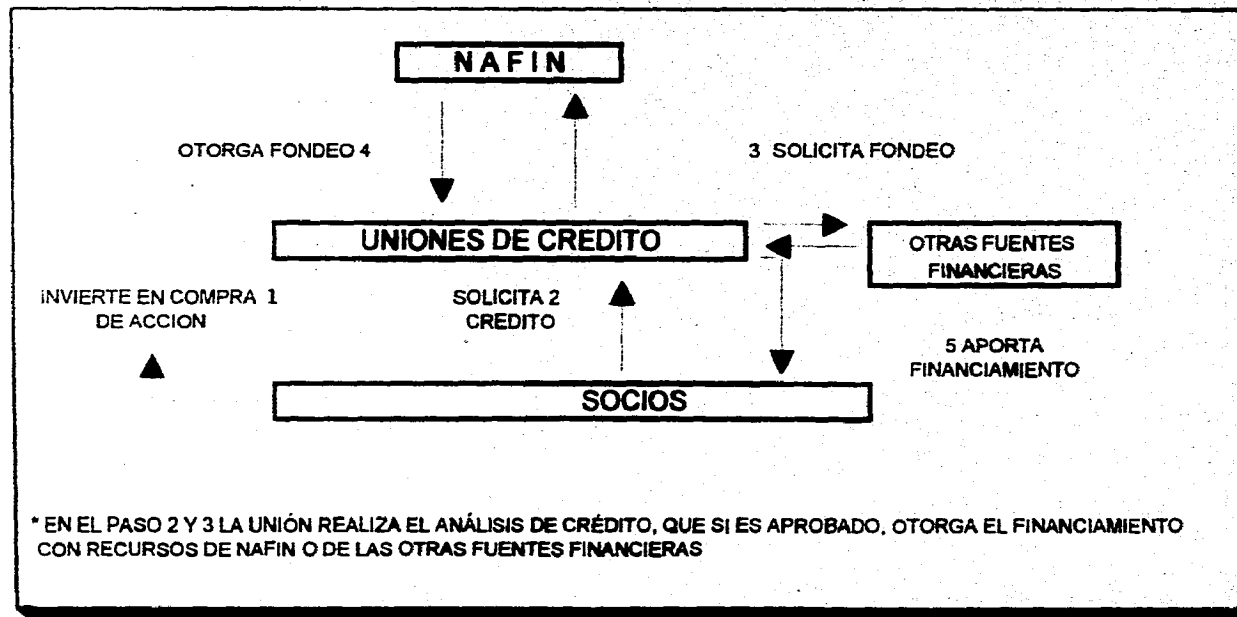 NAFIN
OTORGA FONDEO 4
3 SOLICITA FONDEO
UNIONES DE CREDITO
OTRAS FUENTES
FINANCIERAS
INVIERTE EN COMPRA 1
DE ACCION
SOLICITA 2
CREDITO
5 APORTA
FINANCIAMIENTO
SOCIOS
* EN EL PASO 2 Y 3 LA UNIÓN REALIZA EL ANÁLISIS DE CRÉDITO, QUE SI ES APROBADO, OTORGA EL FINANCIAMIENTO
CON RECURSOS DE NAFIN O DE LAS OTRAS FUENTES FINANCIERAS